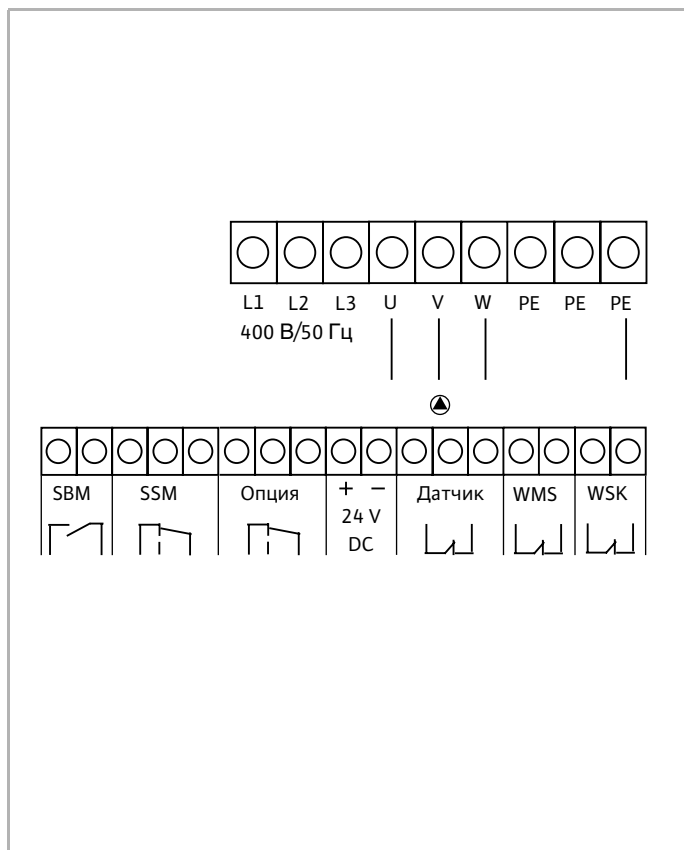 L1 L2 L3 U V W PE PE PE
400 В/50 Гц
SBM SSM Опция + − Датчик WMS WSK
24 V
DC